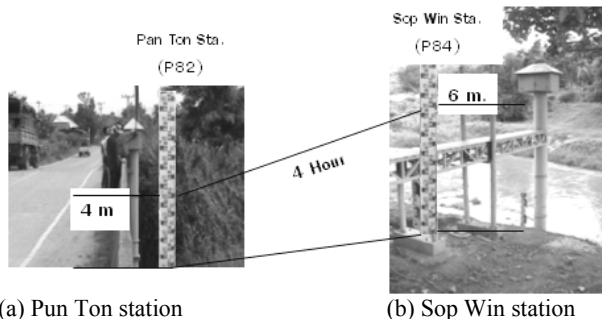 Pan Ton Sta.
(P82)
Sop Win Sta.
(P84)
4 m
4 Hour
6 m.
(a) Pun Ton station
(b) Sop Win station